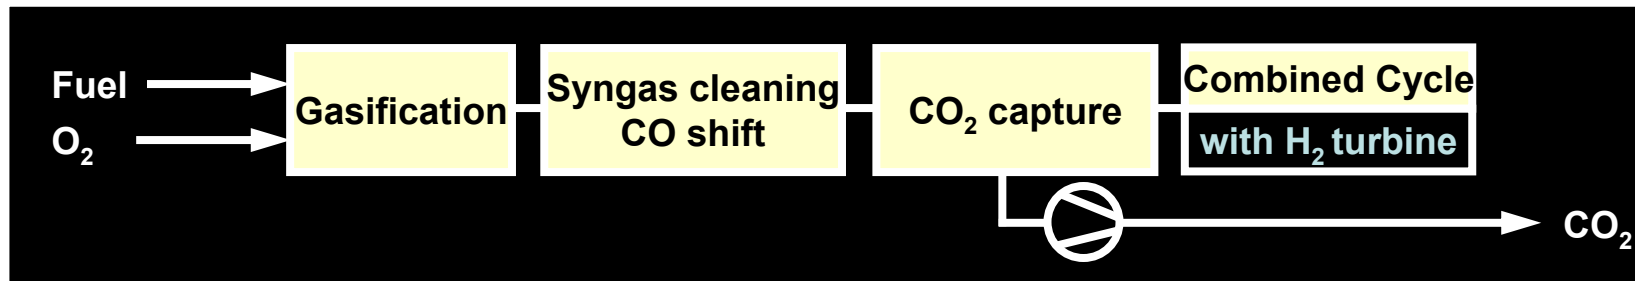 Fuel
O₂
Gasification
Syngas cleaning
CO shift
CO₂ capture
Combined Cycle
with H₂ turbine
CO₂